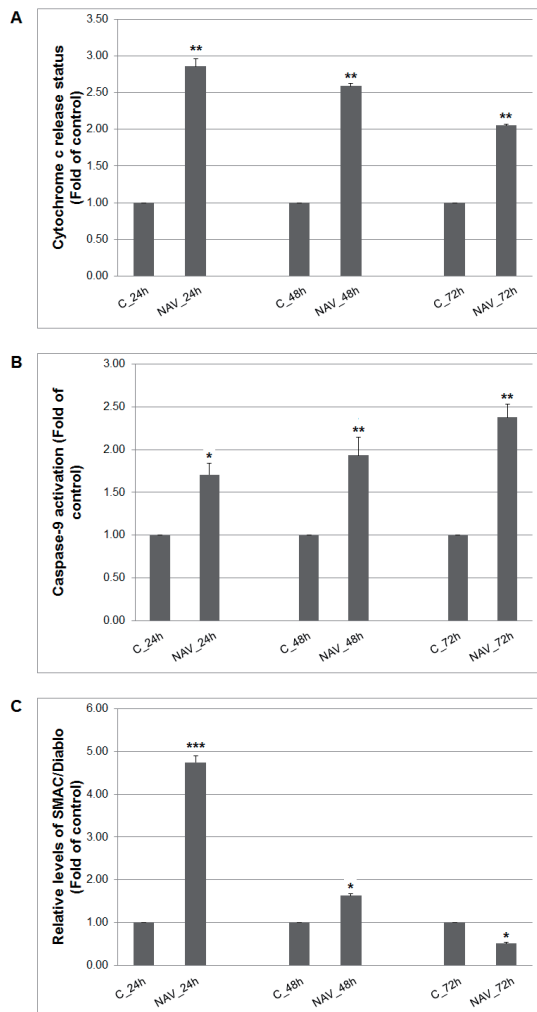 A
Cytochrome c release status
(Fold of control)
3.50
3.00
2.50
2.00
1.50
1.00
0.50
0.00
**
**
**
C_24h
NAV_24h
C_48h
NAV_48h
C_72h
NAV_72h
B
Caspase-9 activation (Fold of
control)
3.00
2.50
2.00
1.50
1.00
0.50
0.00
*
**
**
C_24h
NAV_24h
C_48h
NAV_48h
C_72h
NAV_72h
C
Relative levels of SMAC/Diablo
(Fold of control)
6.00
5.00
4.00
3.00
2.00
1.00
0.00
***
*
*
C_24h
NAV_24h
C_48h
NAV_48h
C_72h
NAV_72h